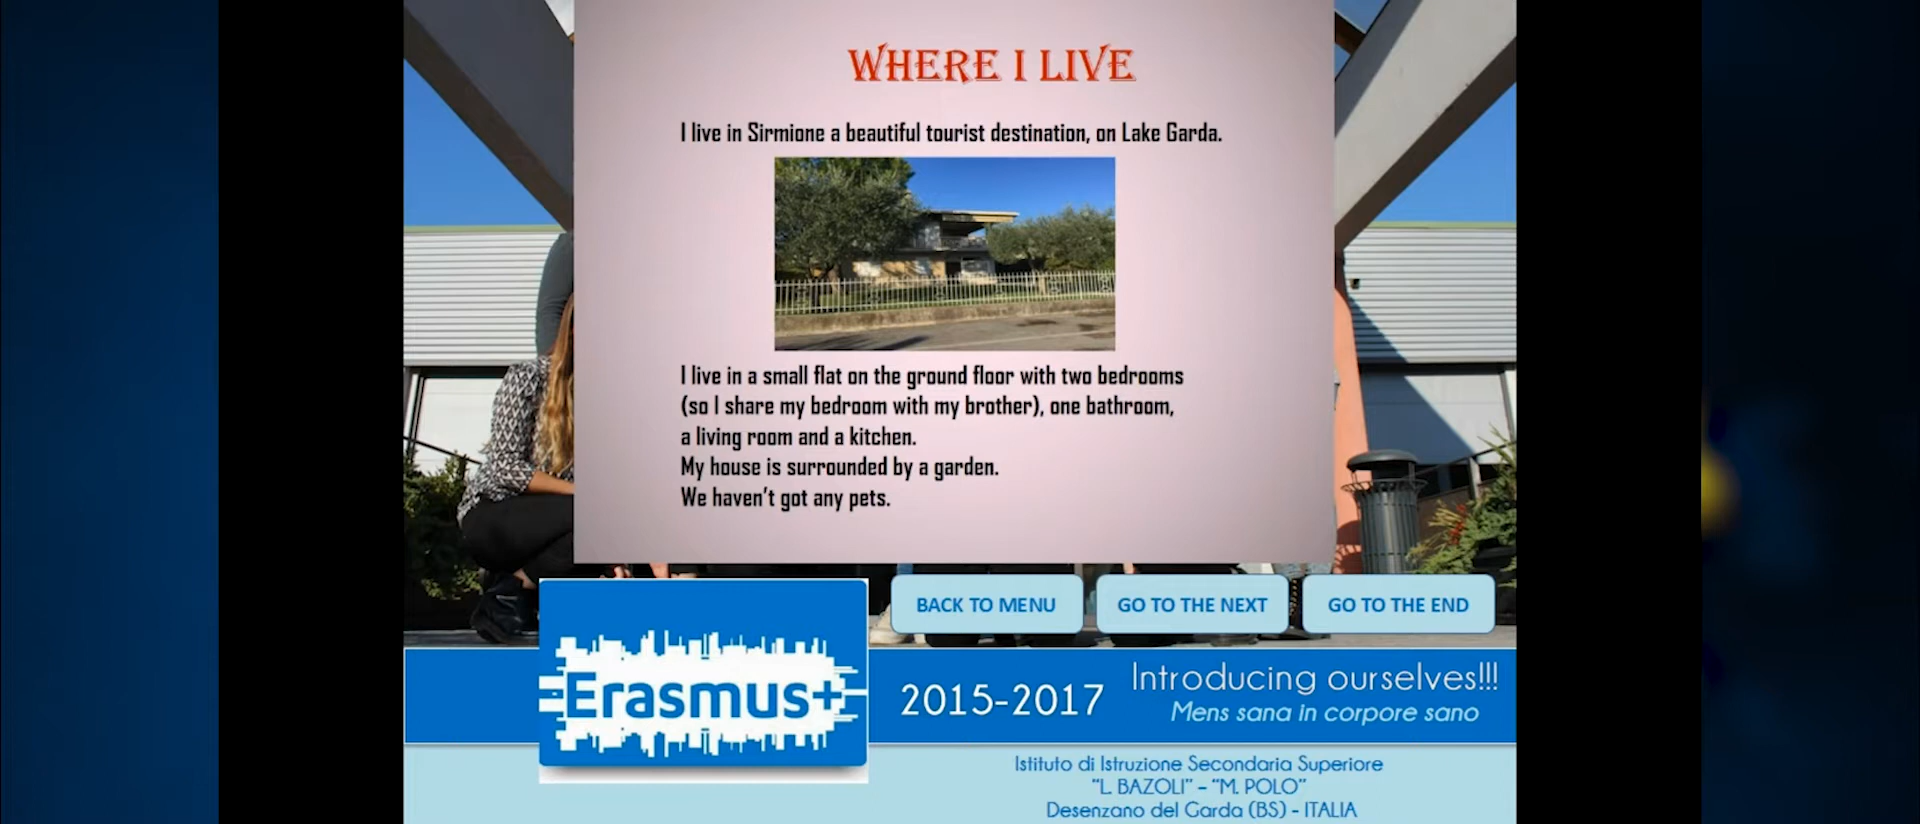 WHERE I LIVE
I live in Sirmione a beautiful tourist destination, on Lake Garda.
I live in a small flat on the ground floor with two bedrooms
(so I share my bedroom with my brother), one bathroom,
a living room and a kitchen.
My house is surrounded by a garden.
We haven't got any pets.
BACK TO MENU
GO TO THE NEXT
GO TO THE END
Erasmus+
2015-2017
Introducing ourselves!!!
Mens sana in corpore sano
Istituto di Istruzione Secondaria Superiore
"L. BAZOLI" - "M. POLO"
Desenzano del Garda (BS) - ITALIA